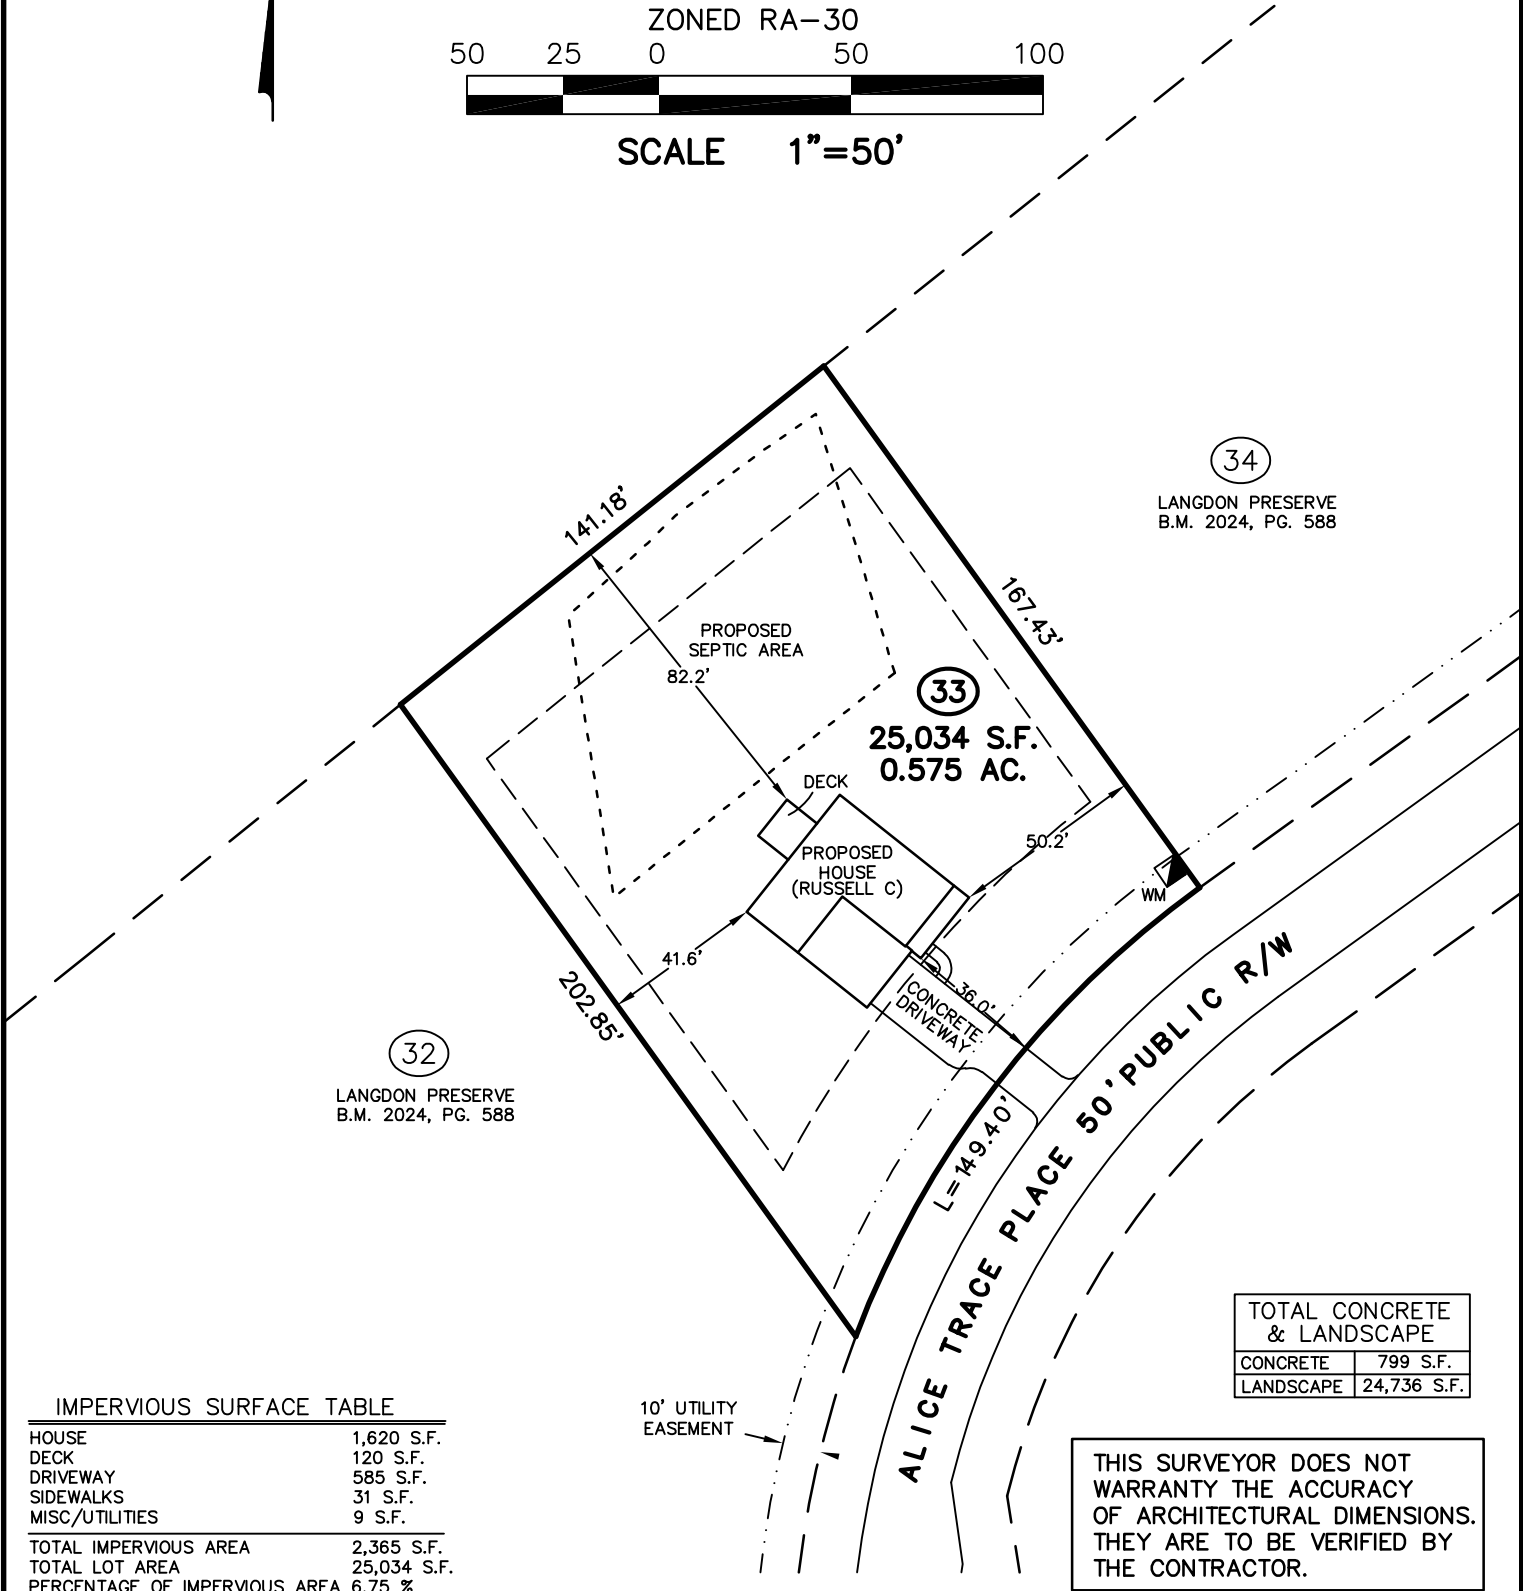 ZONED RA-30
50 25 0 50 100
SCALE 1"=50'
34
LANGDON PRESERVE
B.M. 2024, PG. 588
141.18'
167.43'
PROPOSED
SEPTIC AREA
82.2'
33
25,034 S.F.
0.575 AC.
DECK
50.2'
PROPOSED
HOUSE
(RUSSELL C)
WM
41.6'
202.85'
36.0'
CONCRETE
DRIVEWAY
32
LANGDON PRESERVE
B.M. 2024, PG. 588
L=149.40'
ALICE TRACE PLACE 50' PUBLIC R/W
TOTAL CONCRETE
& LANDSCAPE
CONCRETE 799 S.F.
LANDSCAPE 24,736 S.F.
10' UTILITY
EASEMENT
IMPERVIOUS SURFACE TABLE
HOUSE 1,620 S.F.
DECK 120 S.F.
DRIVEWAY 585 S.F.
SIDEWALKS 31 S.F.
MISC/UTILITIES 9 S.F.
TOTAL IMPERVIOUS AREA 2,365 S.F.
TOTAL LOT AREA 25,034 S.F.
PERCENTAGE OF IMPERVIOUS AREA 6.75 %
THIS SURVEYOR DOES NOT
WARRANTY THE ACCURACY
OF ARCHITECTURAL DIMENSIONS.
THEY ARE TO BE VERIFIED BY
THE CONTRACTOR.